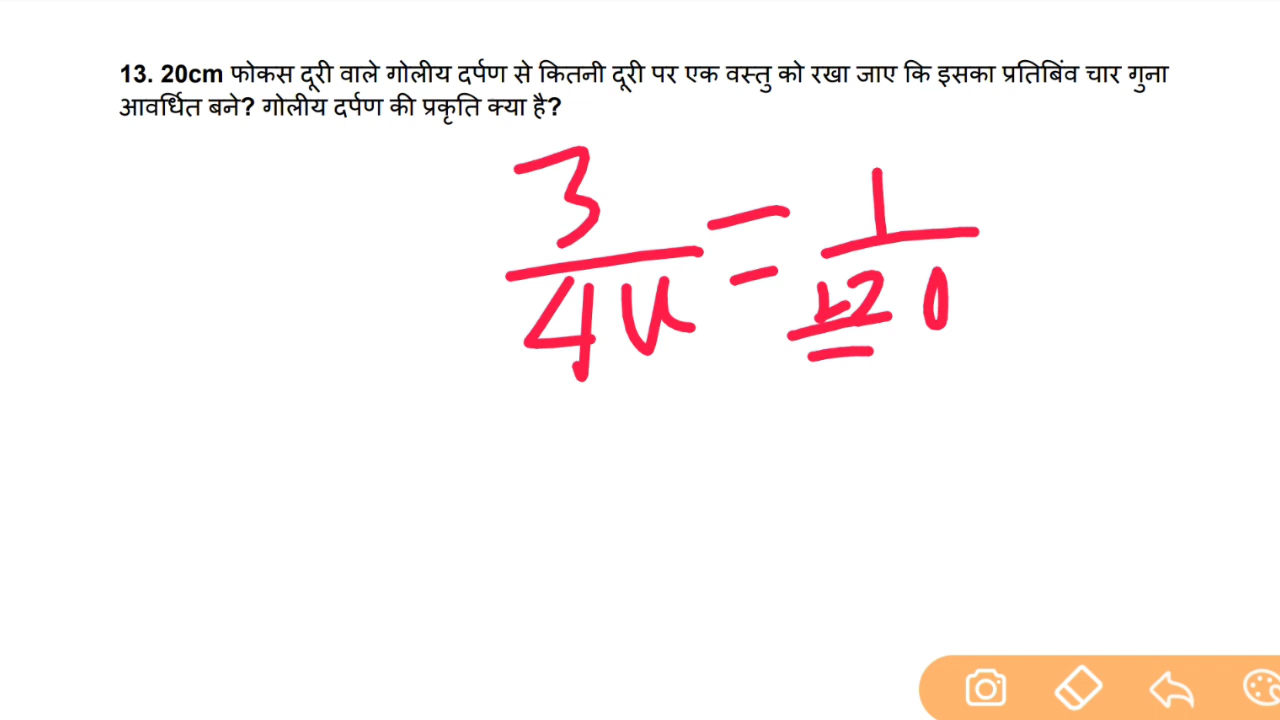 13. 20cm फोकस दूरी वाले गोलीय दर्पण से कितनी दूरी पर एक वस्तु को रखा जाए कि इसका प्रतिबिंव चार गुना
आवर्धित बने? गोलीय दर्पण की प्रकृति क्या है?
3/4u = 1/-20